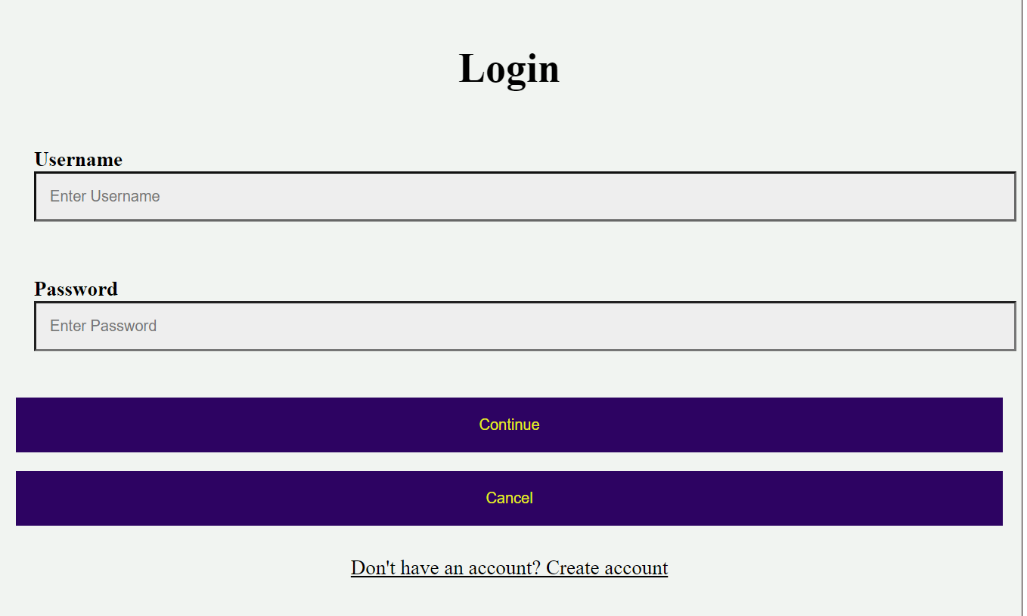 Login
Username
Enter Username
Password
Enter Password
Continue
Cancel
Don't have an account? Create account